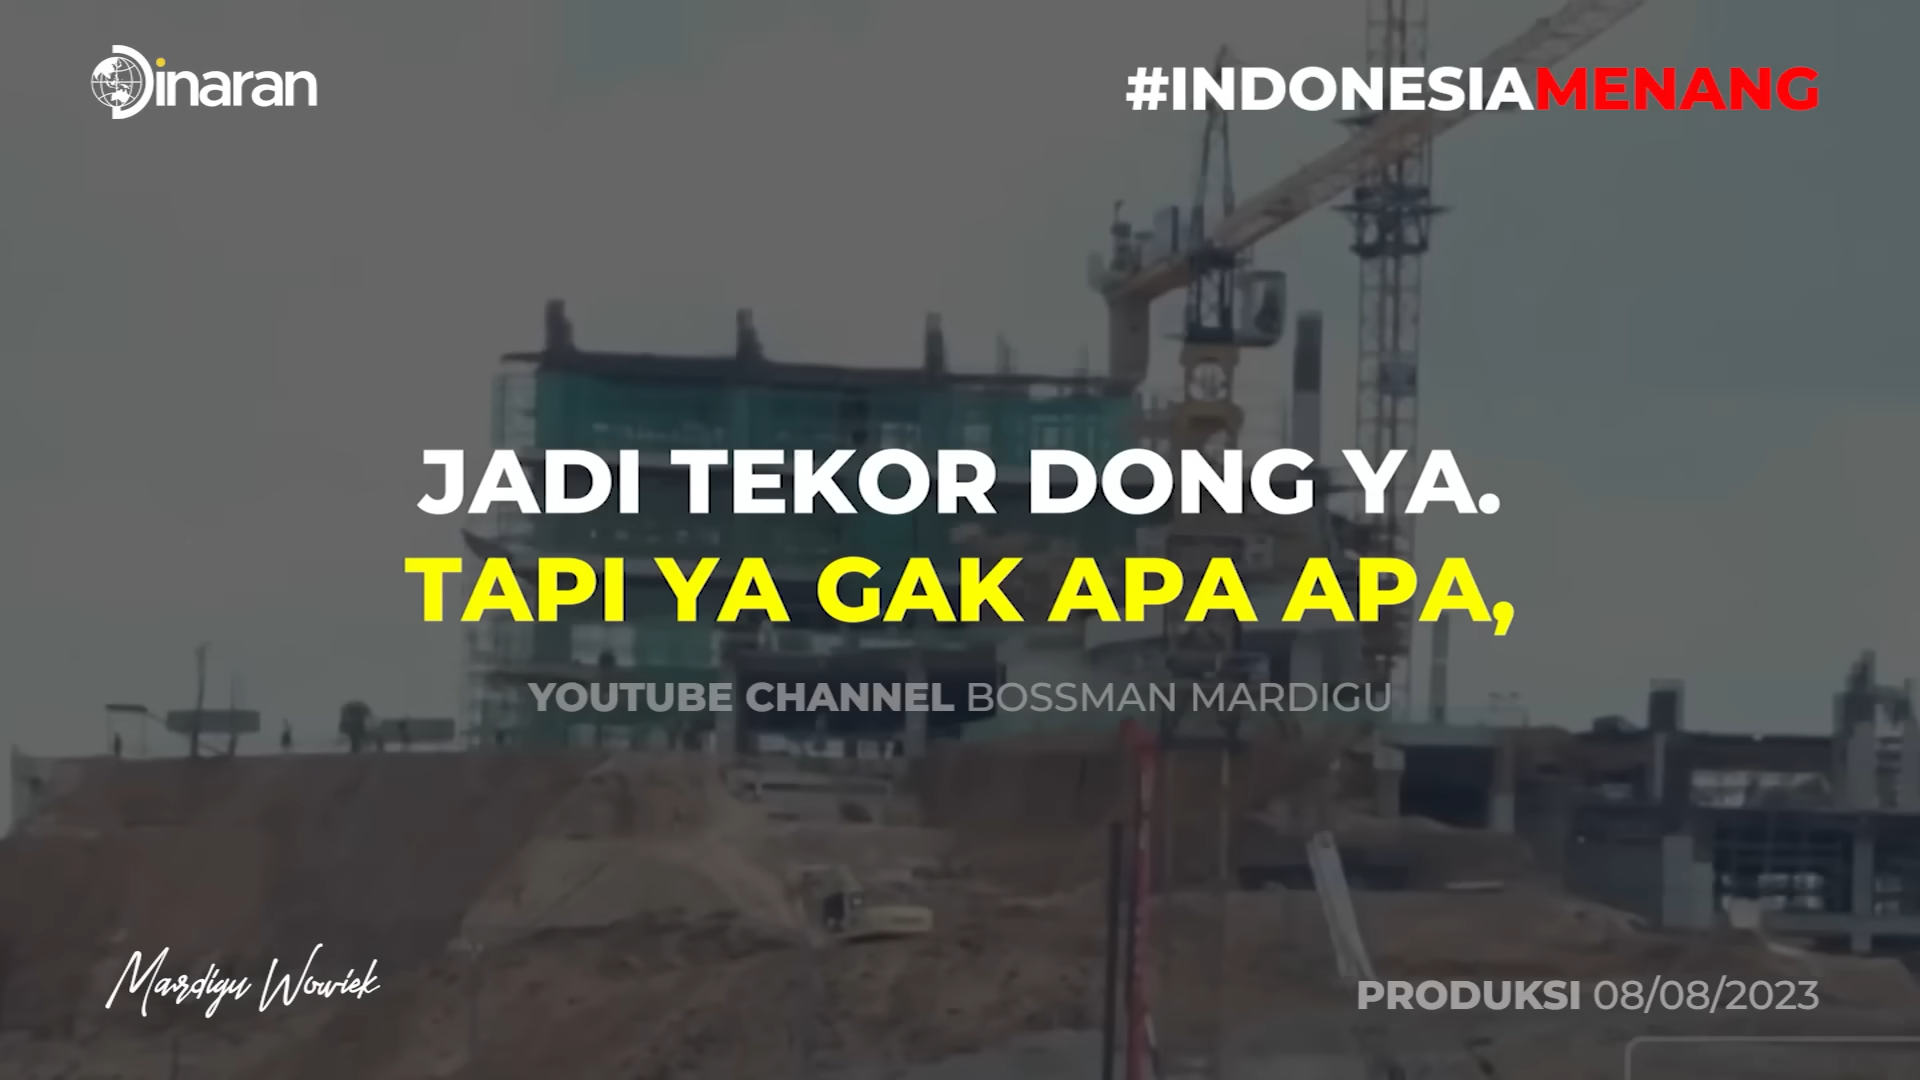 Dinaran
#INDONESIAMENANG
JADI TEKOR DONG YA.
TAPI YA GAK APA APA,
YOUTUBE CHANNEL BOSSMAN MARDIGU
Mardigu Wowiek
PRODUKSI 08/08/2023